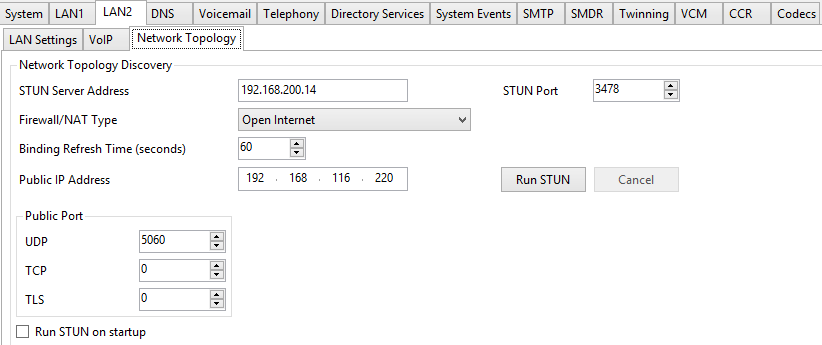 System LAN1 LAN2 DNS Voicemail Telephony Directory Services System Events SMTP SMDR Twinning VCM CCR Codecs
LAN Settings VoIP Network Topology
Network Topology Discovery
STUN Server Address 192.168.200.14 STUN Port 3478
Firewall/NAT Type Open Internet
Binding Refresh Time (seconds) 60
Public IP Address 192 . 168 . 116 . 220 Run STUN Cancel
Public Port
UDP 5060
TCP 0
TLS 0
Run STUN on startup